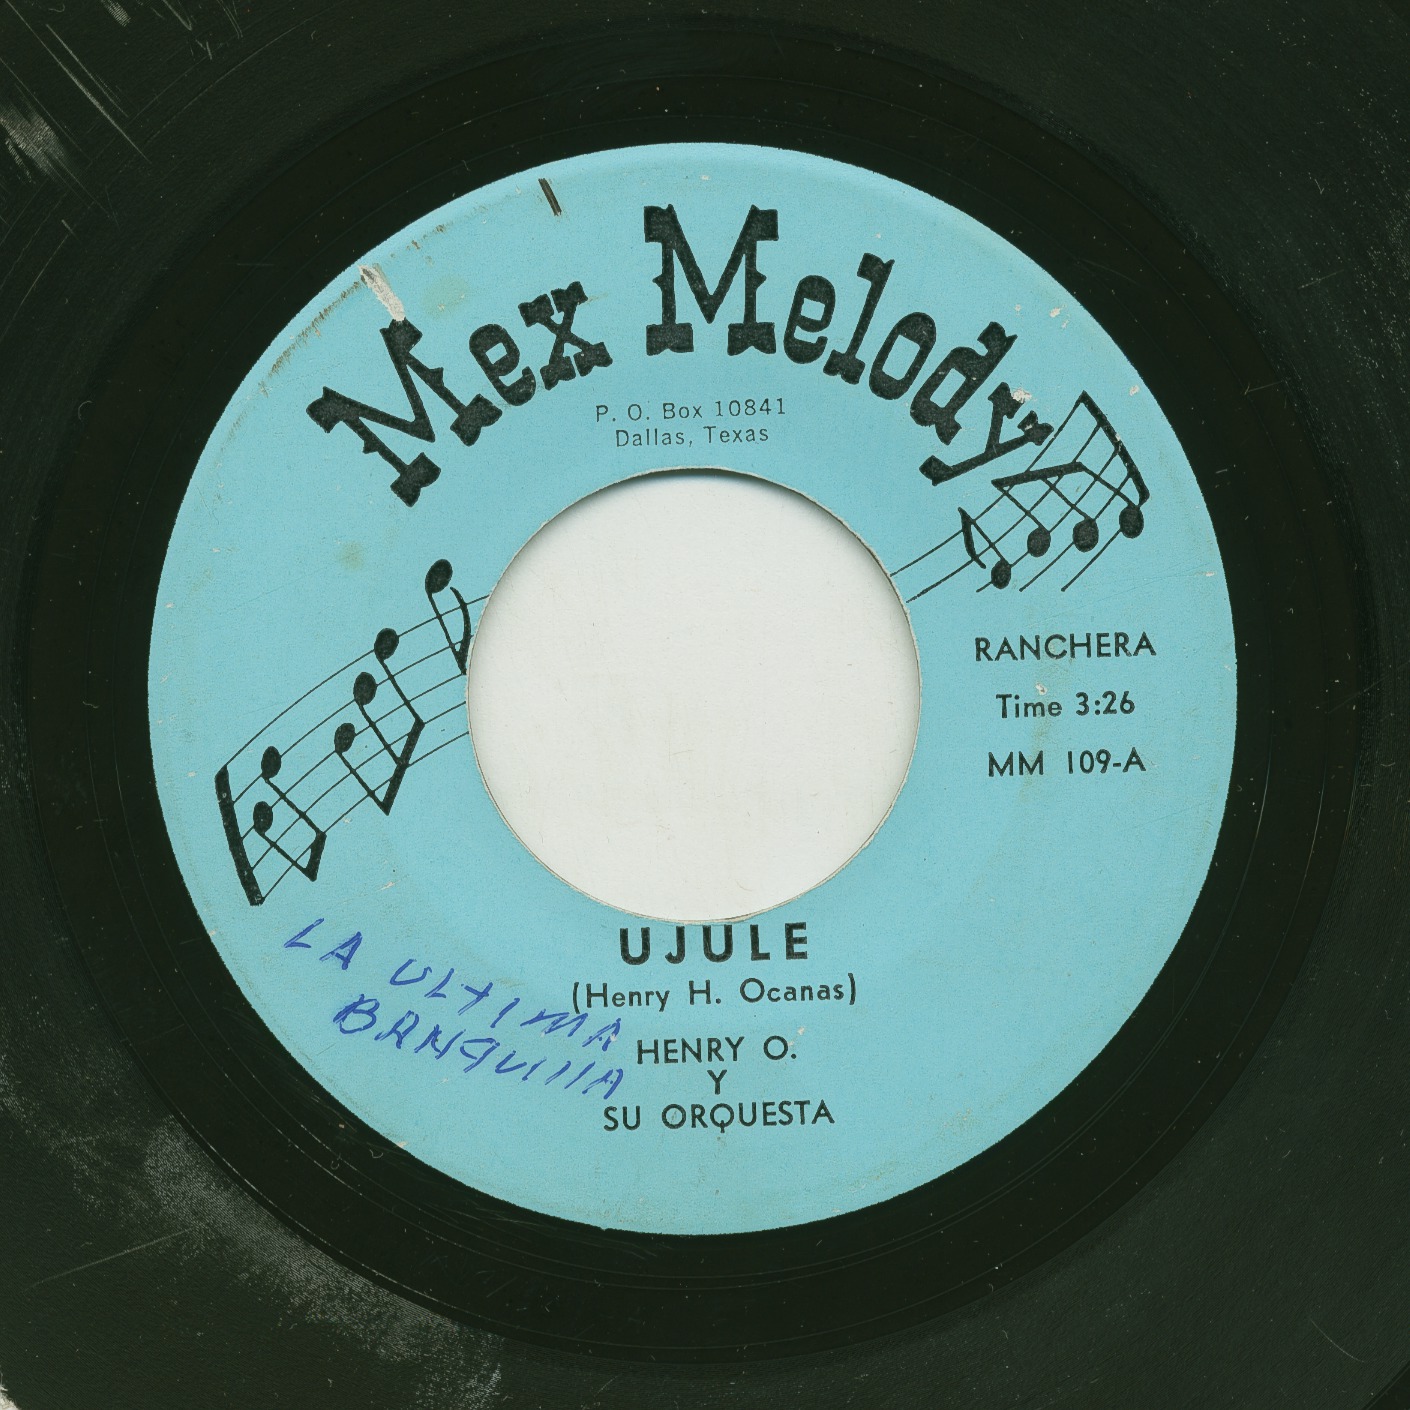 Mex Melody
P. O. Box 10841
Dallas, Texas
RANCHERA
Time 3:26
MM 109-A
UJULE
(Henry H. Ocanas)
HENRY O.
Y
SU ORQUESTA
LA ULTIMA
BANQUIllA